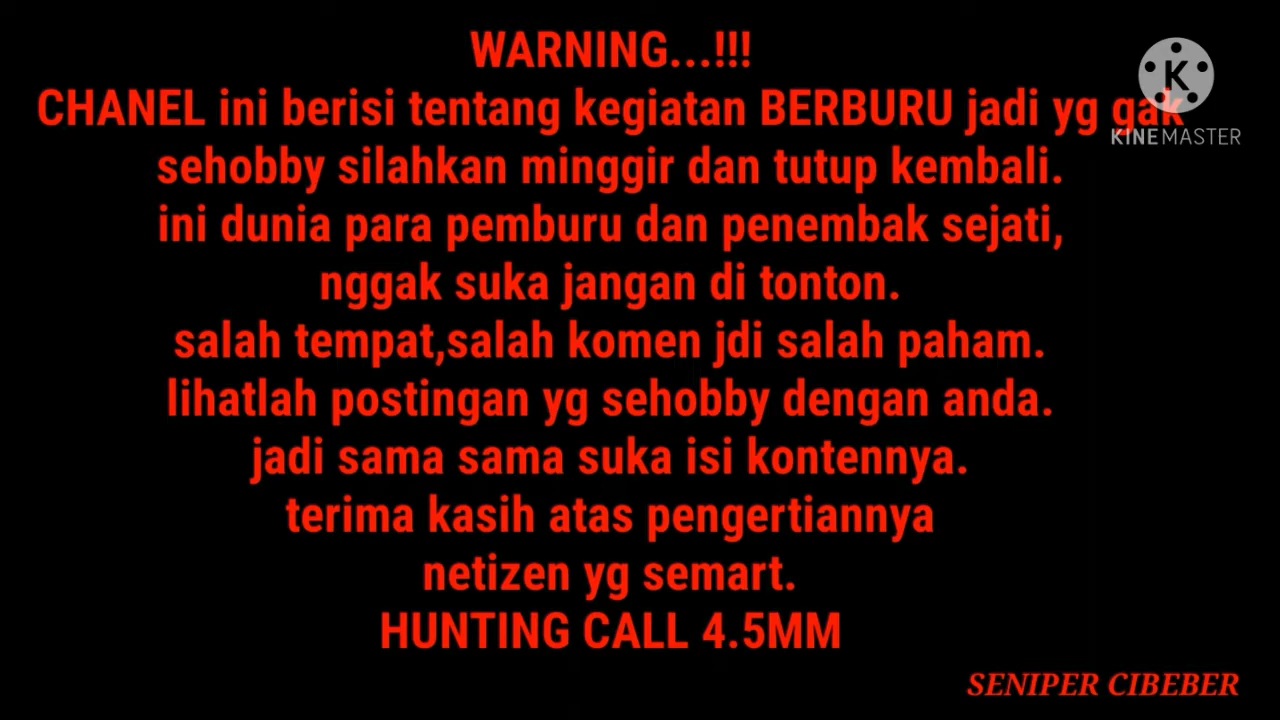 WARNING...!!!
CHANEL ini berisi tentang kegiatan BERBURU jadi yg gak
sehobby silahkan minggir dan tutup kembali.
ini dunia para pemburu dan penembak sejati,
nggak suka jangan di tonton.
salah tempat,salah komen jdi salah paham.
lihatlah postingan yg sehobby dengan anda.
jadi sama sama suka isi kontennya.
terima kasih atas pengertiannya
netizen yg semart.
HUNTING CALL 4.5MM
K
KINEMASTER
SENIPER CIBEBER